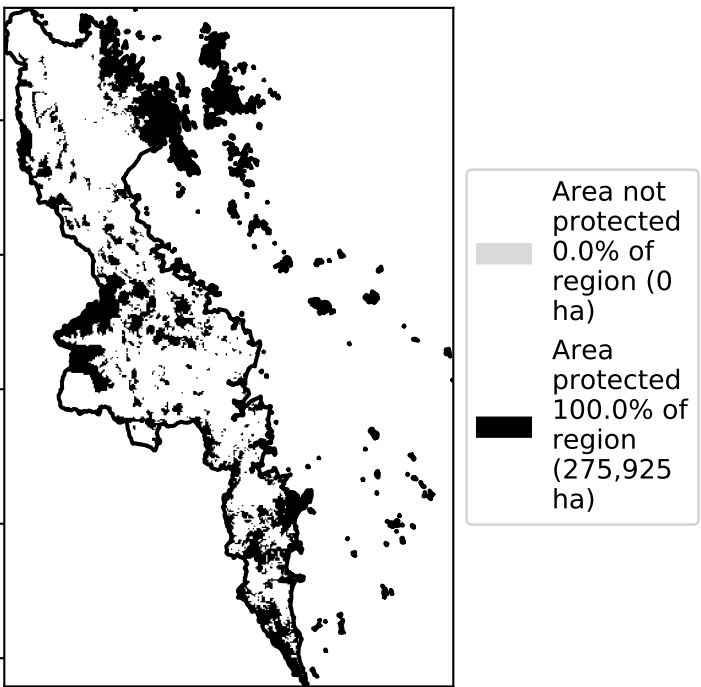 Area not
protected
0.0% of
region (0
ha)
Area
protected
100.0% of
region
(275,925
ha)